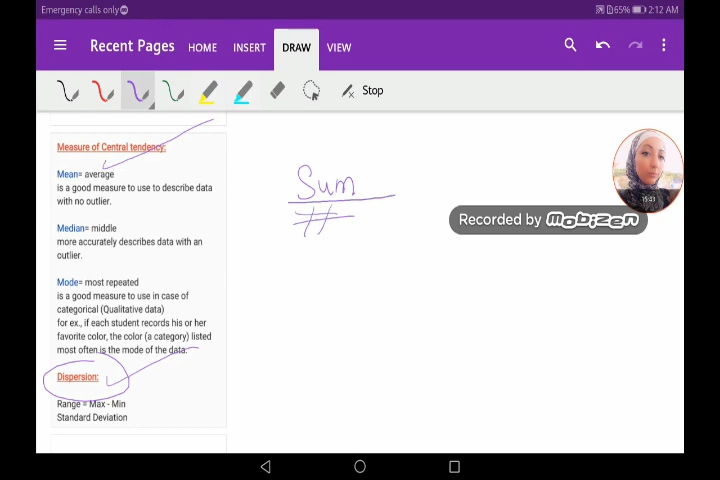 Emergency calls only
65% 2:12 AM
Recent Pages HOME INSERT DRAW VIEW
Stop
Measure of Central tendency:
Mean= average
is a good measure to use to describe data
with no outlier.
Median= middle
more accurately describes data with an
outlier.
Mode= most repeated
is a good measure to use in case of
categorical (Qualitative data)
for ex., if each student records his or her
favorite color, the color (a category) listed
most often is the mode of the data.
Dispersion:
Range = Max - Min
Standard Deviation
Sum
#
15:43
Recorded by Mobizen